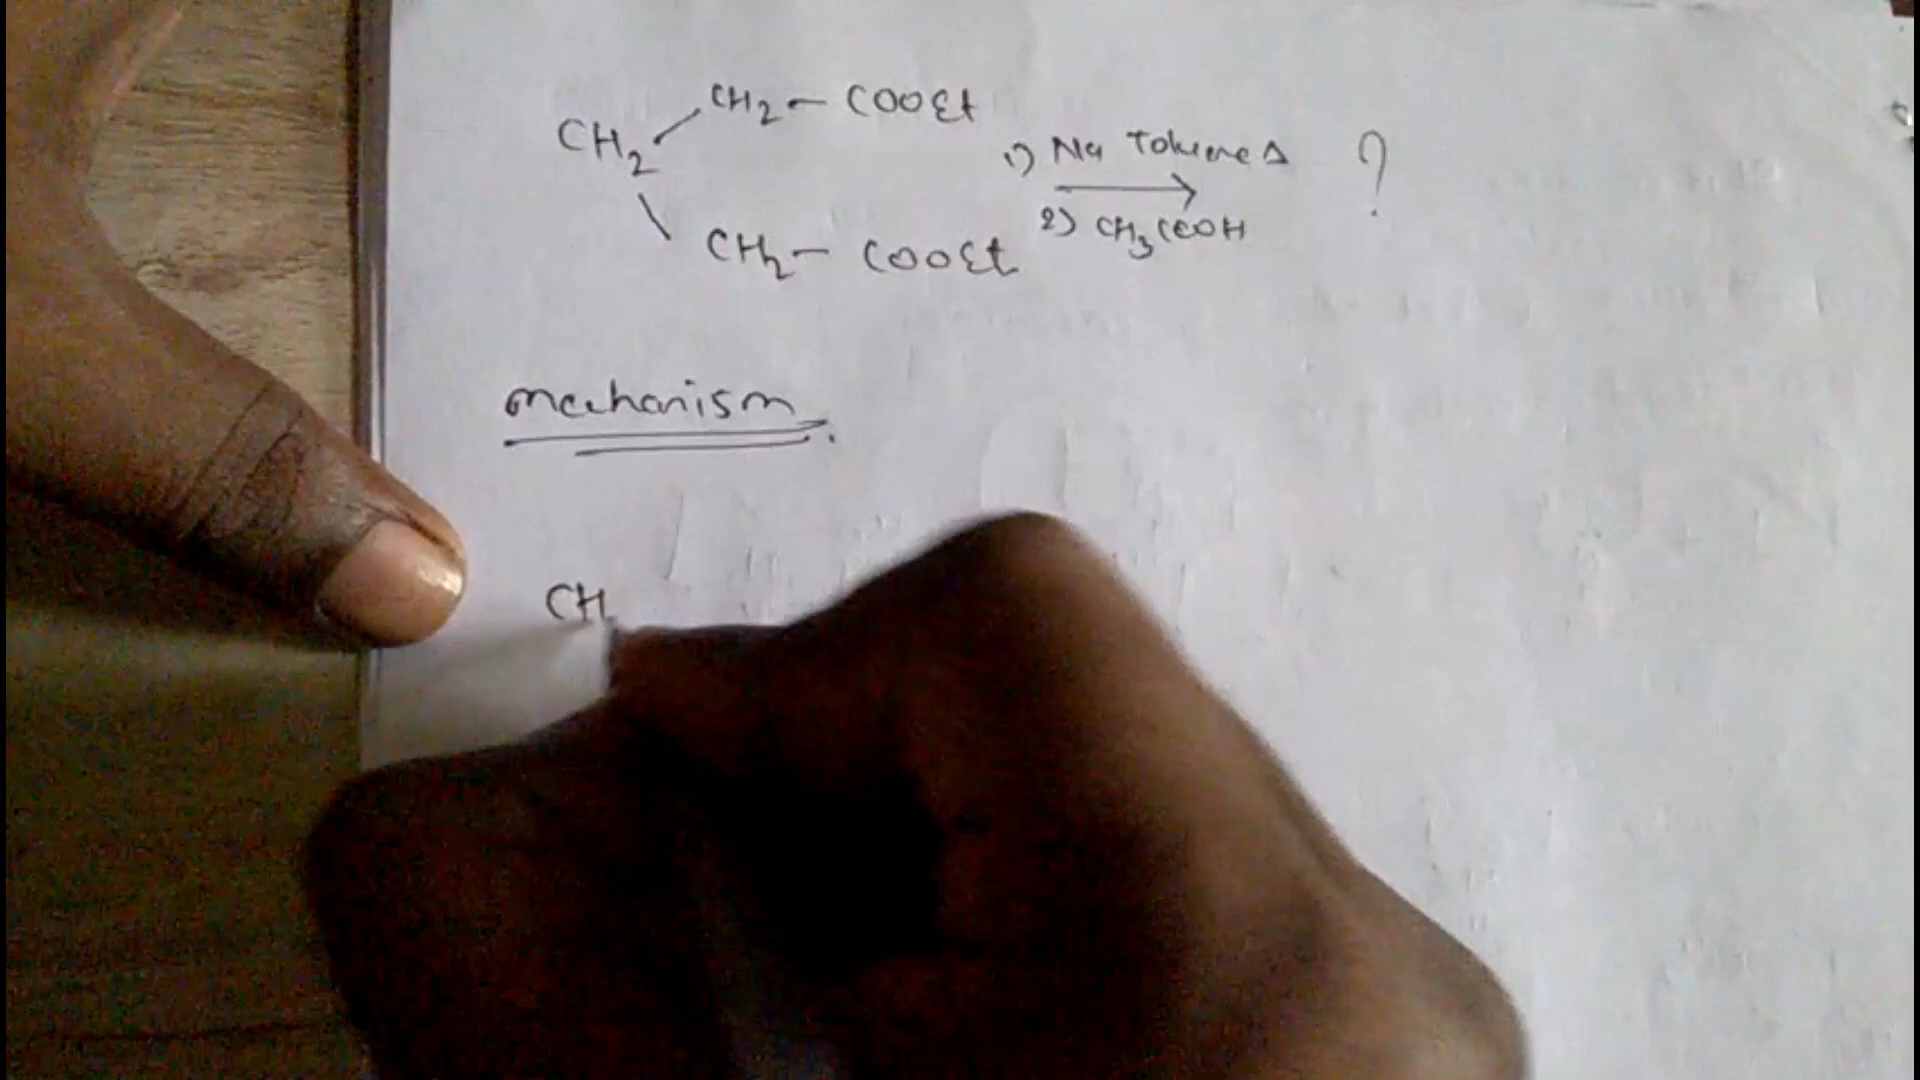 CH2 - COOEt
CH2
1) Na Toluene Δ ?
2) CH3COOH
CH2 - COOEt
mechanism
CH